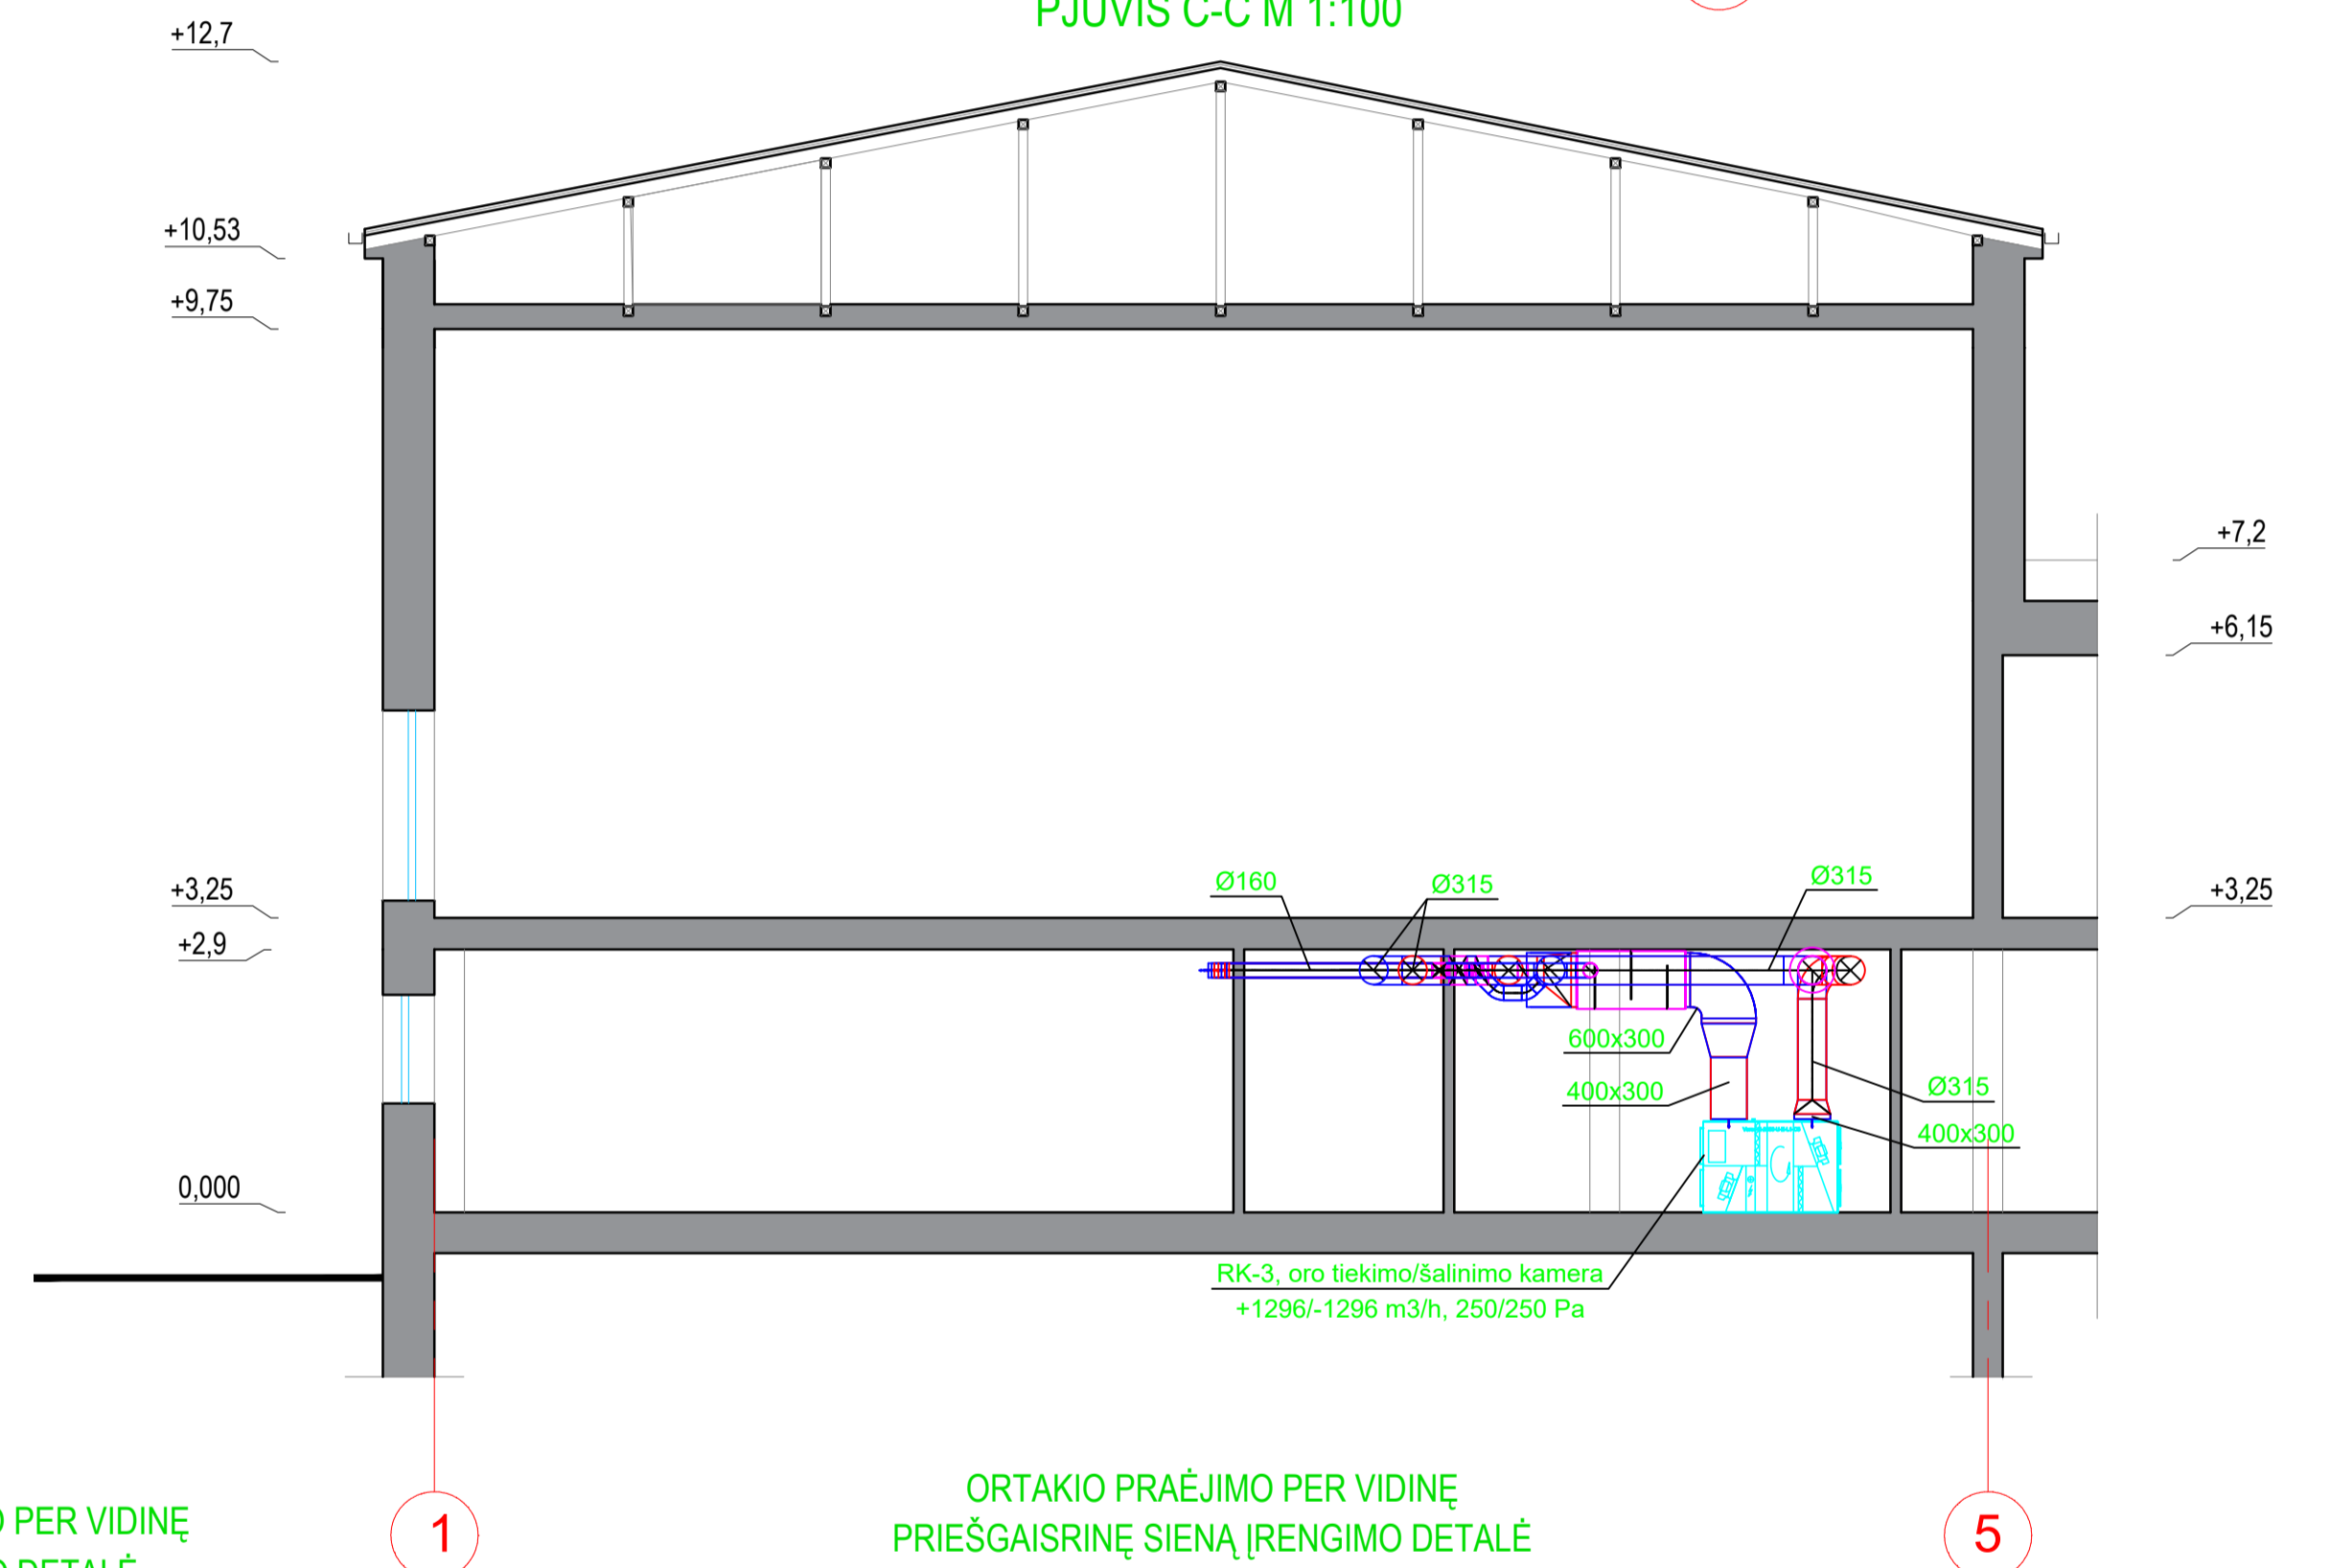 PJŪVIS C-C M 1:100
+12,7
+10,53
+9,75
+7,2
+6,15
+3,25
+3,25
+2,9
0,000
Ø160
Ø315
Ø315
600x300
400x300
Ø315
400x300
RK-3, oro tiekimo/šalinimo kamera
+1296/-1296 m3/h, 250/250 Pa
1
5
ORTAKIO PRAĖJIMO PER VIDINĘ
PRIEŠGAISRINĘ SIENĄ ĮRENGIMO DETALĖ
PER VIDINĘ
DETALĖ